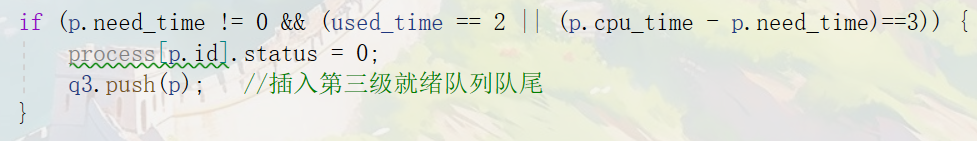 if (p.need_time != 0 && (used_time == 2 || (p.cpu_time - p.need_time)==3)) {
process[p.id].status = 0;
q3.push(p); //插入第三级就绪队列队尾
}